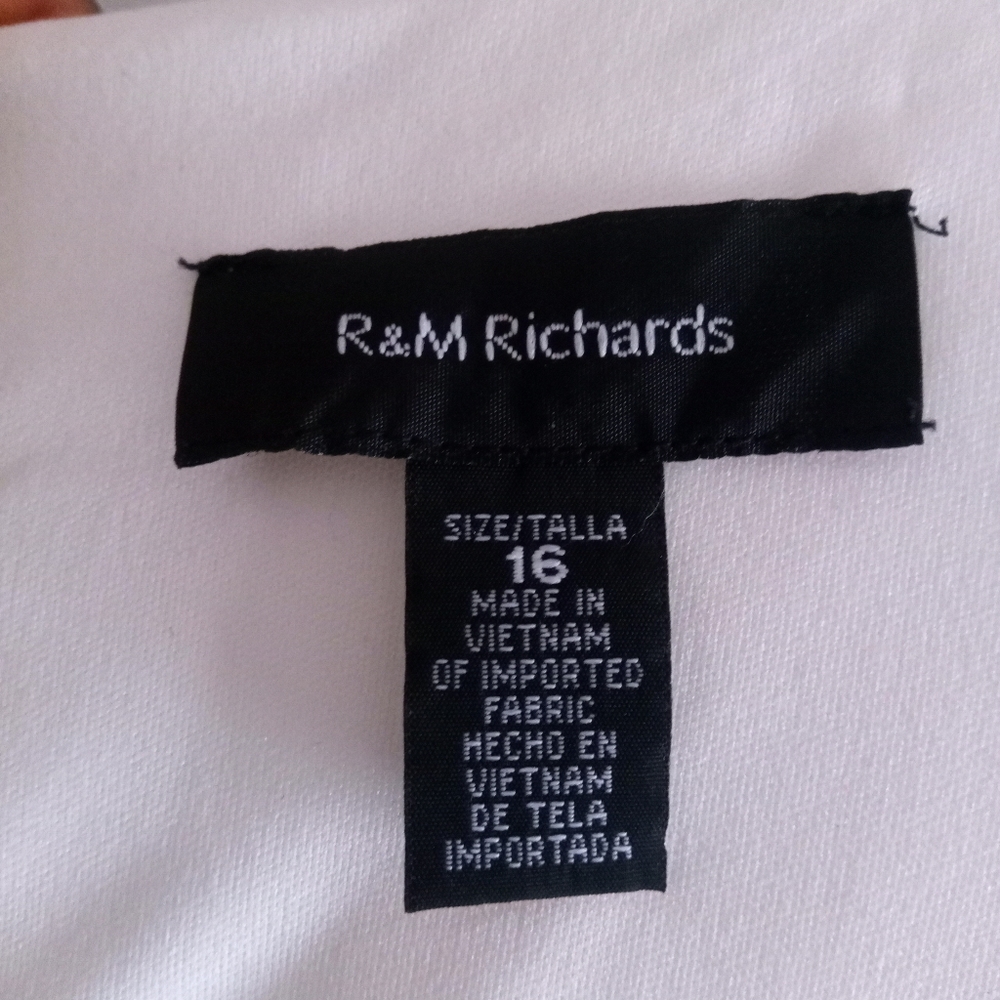 R&M Richards
SIZE/TALLA
16
MADE IN
VIETNAM
OF IMPORTED
FABRIC
HECHO EN
VIETNAM
DE TELA
IMPORTADA